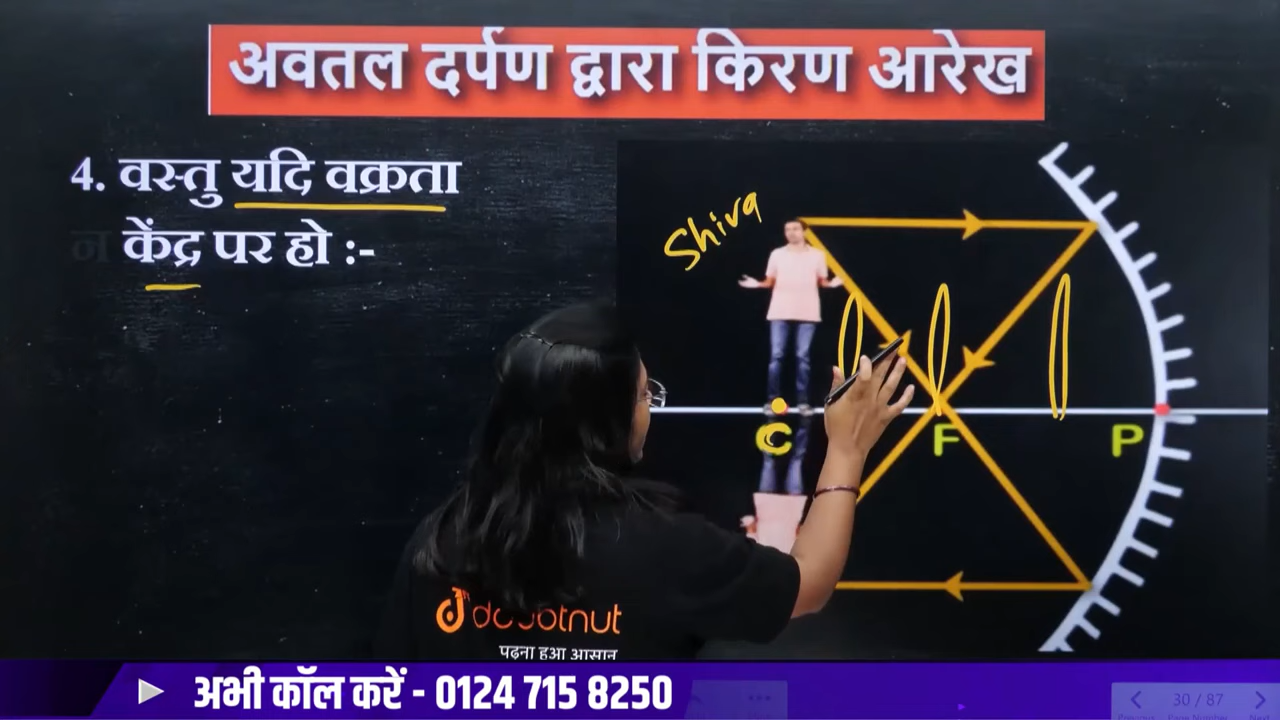 अवतल दर्पण द्वारा किरण आरेख
4. वस्तु यदि वक्रता
केंद्र पर हो :-
Shiva
C
F
P
doubtnut
पढ़ना हुआ आसान
अभी कॉल करें - 0124 715 8250
30 / 87